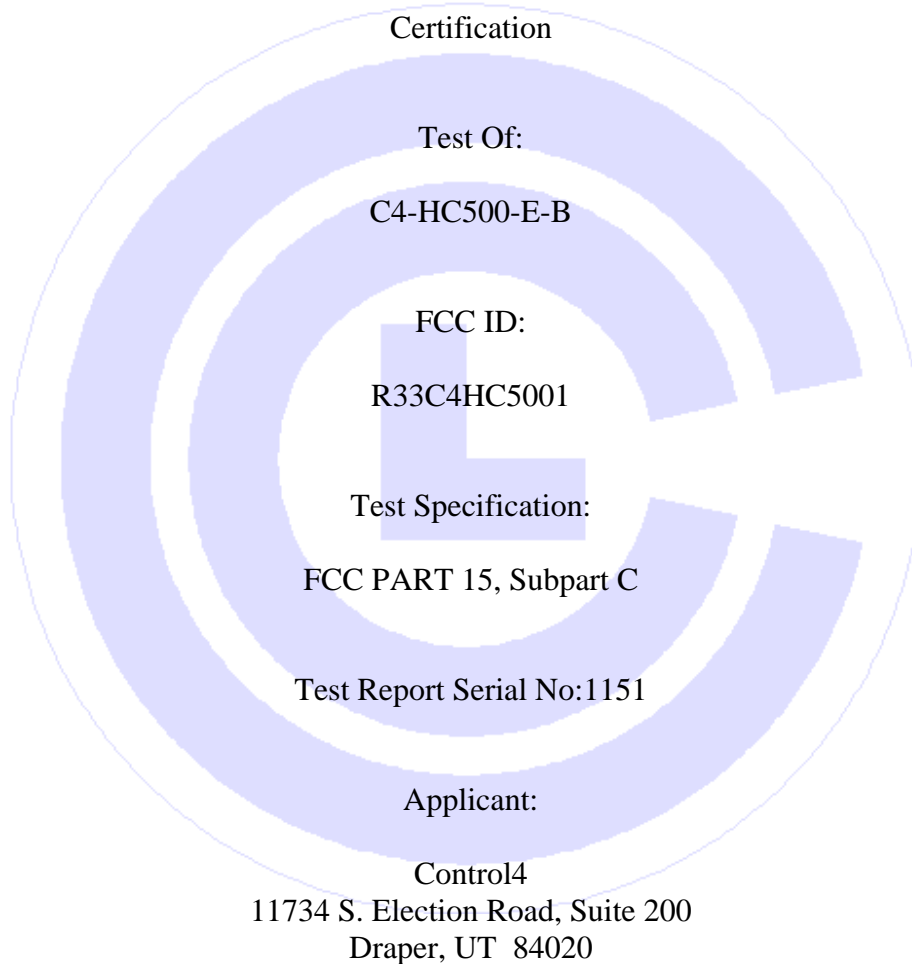 Certification
Test Of:
C4-HC500-E-B
FCC ID:
R33C4HC5001
Test Specification:
FCC PART 15, Subpart C
Test Report Serial No:1151
Applicant:
Control4
11734 S. Election Road, Suite 200
Draper, UT  84020